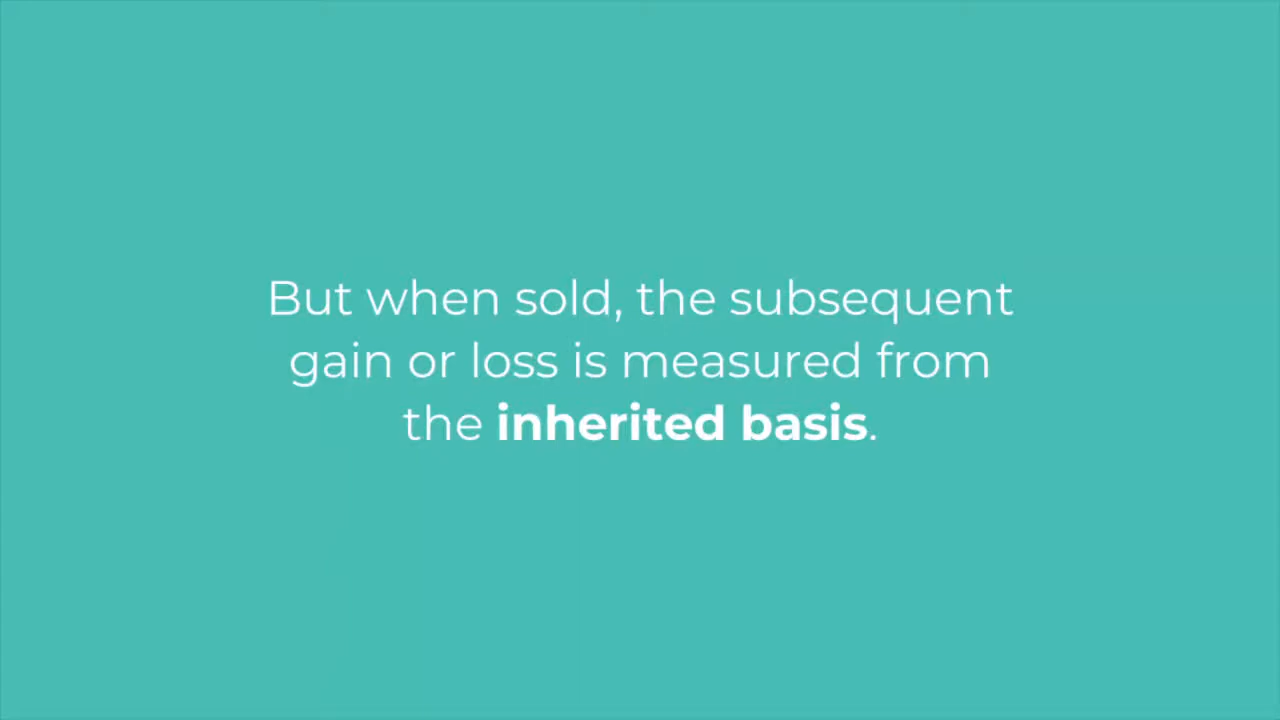 But when sold, the subsequent
gain or loss is measured from
the inherited basis.